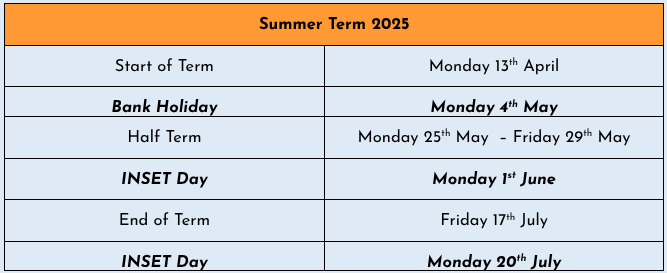 Summer Term 2025
Start of Term Monday 13th April
Bank Holiday Monday 4th May
Half Term Monday 25th May – Friday 29th May
INSET Day Monday 1st June
End of Term Friday 17th July
INSET Day Monday 20th July